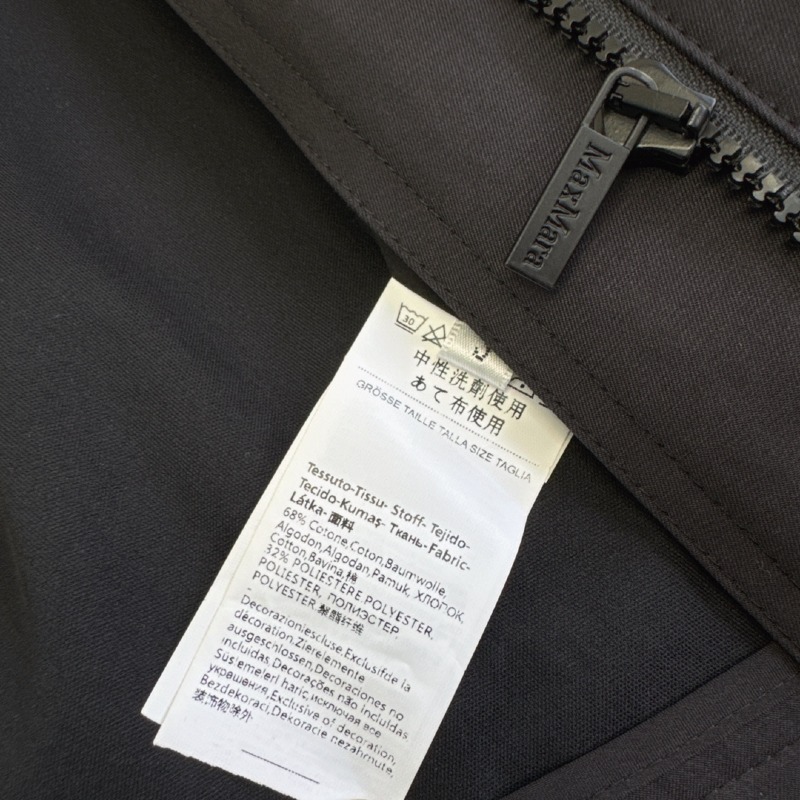 MaxMara
30
中性洗剤使用
あて布使用
GRÖSSE TAILLE TALLA SIZE TAGLIA
Tessuto-Tissu- Stoff- Tejido-
Tecido-Kumaş- Ткань-Fabric-
Látka-面料
68% Cotone,Coton,Baumwolle,
Algodon,Algodao,Pamuk, ХЛОПОК,
Cotton,Bavlna,棉
32% POLIESTERE,POLYESTER,
POLIESTER, ПОЛИЭСТЕР,
POLYESTER,聚酯纤维
-
Decorazioniescluse,Exclusifde la
décoration,Zierelemente
ausgeschlossen,Decoraciones no
incluidas,Decorações não incluidas,
Süslemeleri hariç,исключая все
украшения,Exclusive of decoration,
Bezdekorací,Dekoracie nezahrnute,
装饰物除外